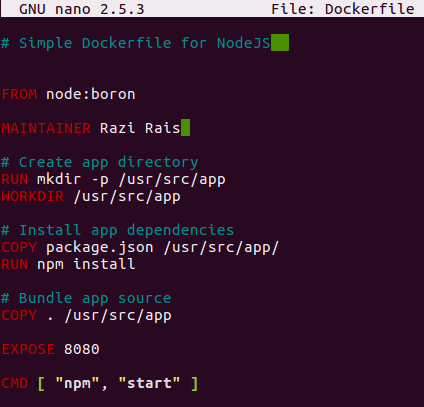 GNU nano 2.5.3 File: Dockerfile
# Simple Dockerfile for NodeJS
FROM node:boron
MAINTAINER Razi Rais
# Create app directory
RUN mkdir -p /usr/src/app
WORKDIR /usr/src/app
# Install app dependencies
COPY package.json /usr/src/app/
RUN npm install
# Bundle app source
COPY . /usr/src/app
EXPOSE 8080
CMD [ "npm", "start" ]